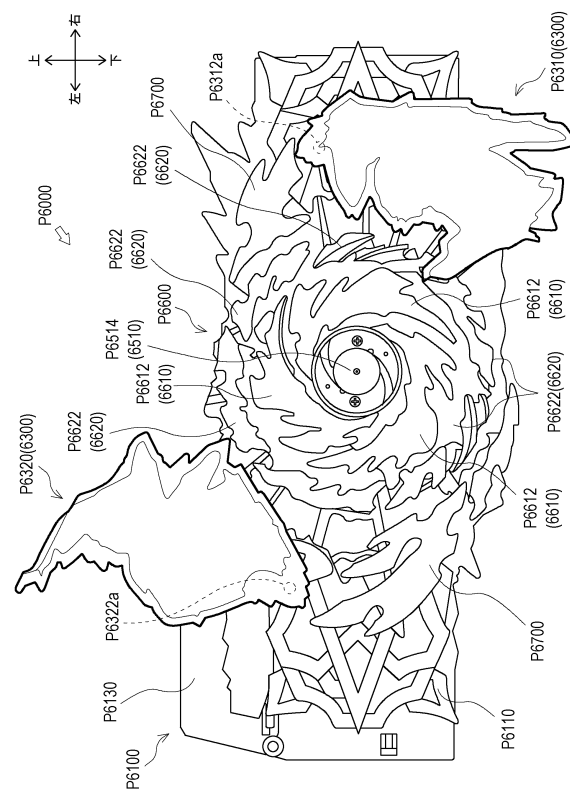 P6000
上
下
左
右
P6310(6300)
P6312a
P6700
P6622
(6620)
P6622
(6620)
P6600
P6514
(6510)
P6612
(6610)
P6622
(6620)
P6320(6300)
P6612
(6610)
P6622(6620)
P6612
(6610)
P6322a
P6130
P6100
P6700
P6110